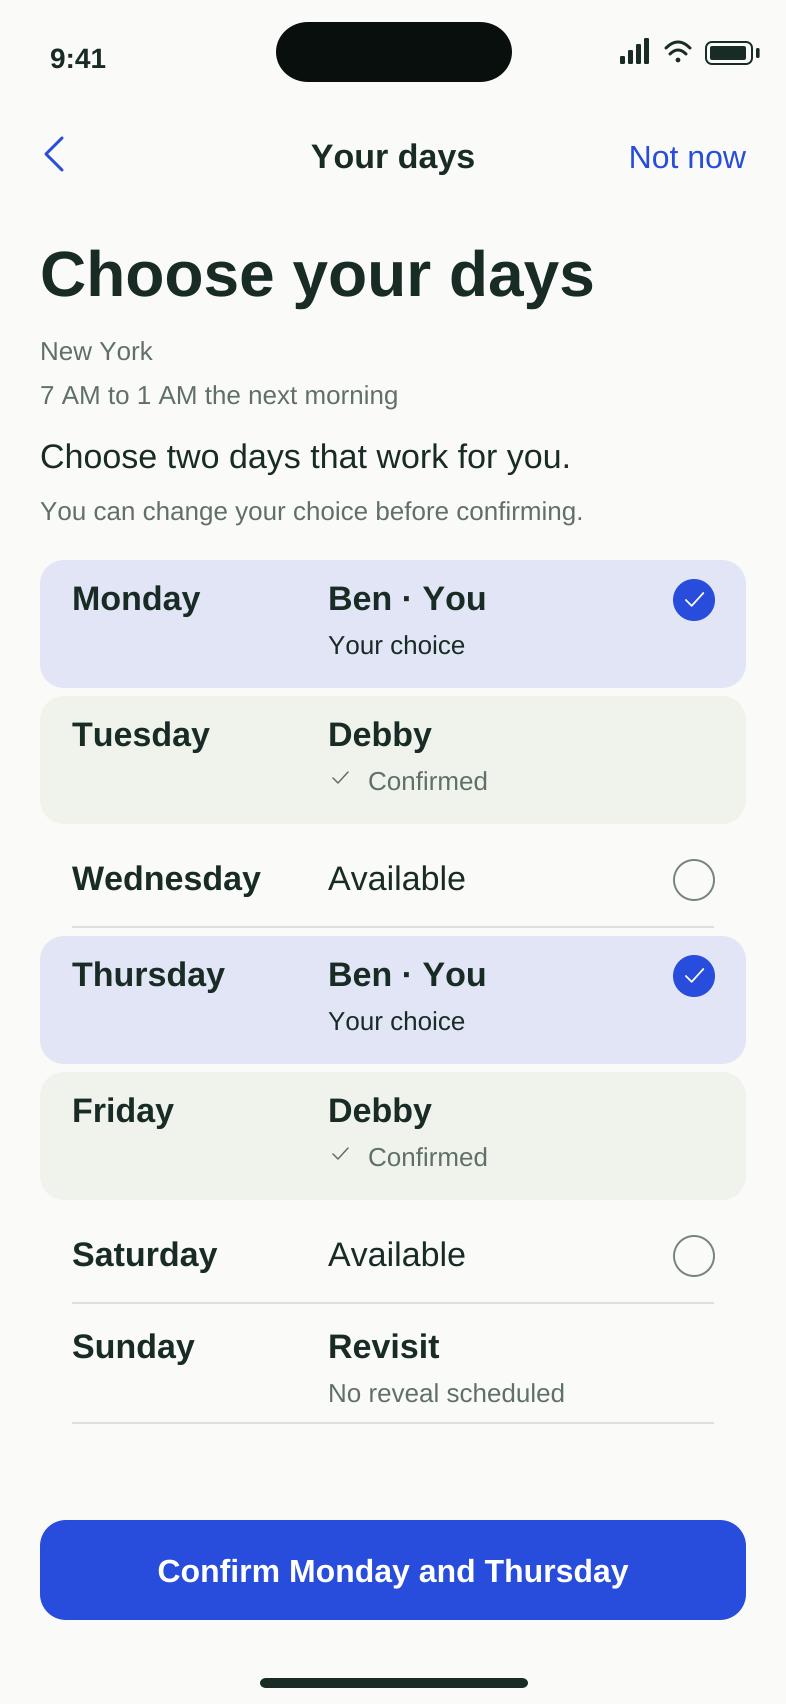 9:41
Your days
Not now
Choose your days
New York
7 AM to 1 AM the next morning
Choose two days that work for you.
You can change your choice before confirming.
Monday Ben · You
Your choice
Tuesday Debby
Confirmed
Wednesday Available
Thursday Ben · You
Your choice
Friday Debby
Confirmed
Saturday Available
Sunday Revisit
No reveal scheduled
Confirm Monday and Thursday